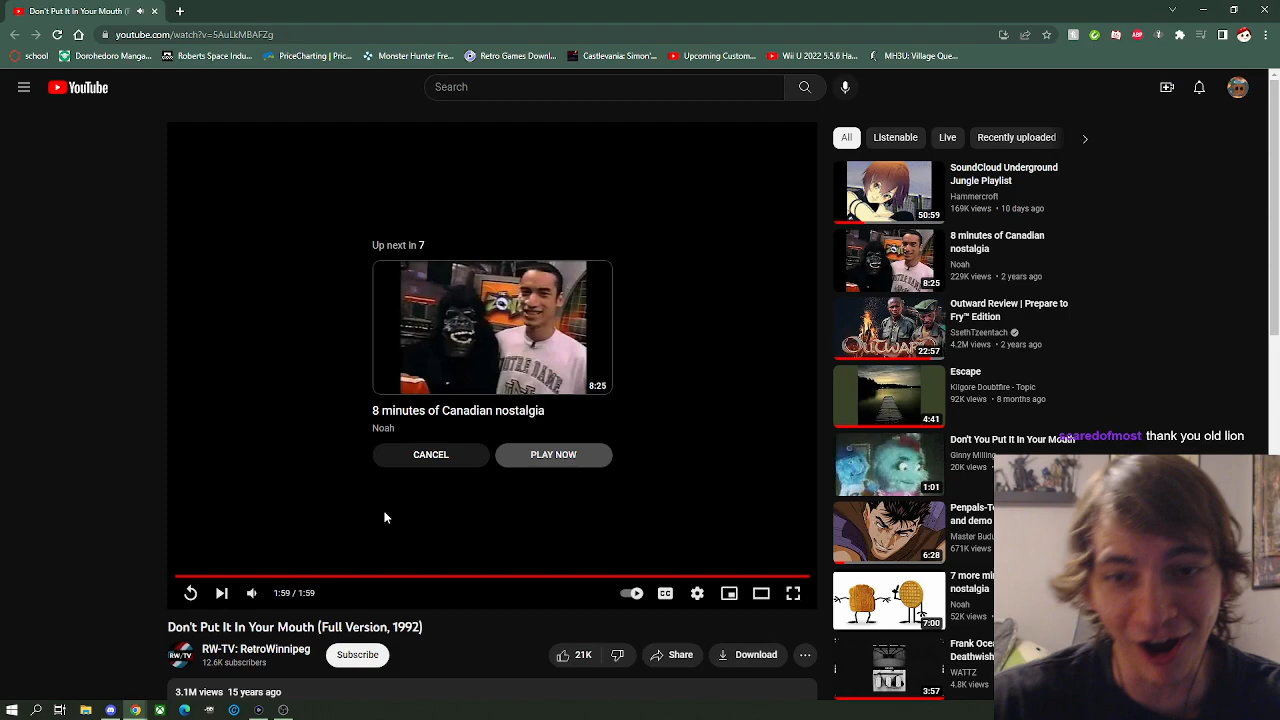 Don't Put It In Your Mouth (
youtube.com/watch?v=5AuLkMBAFZg
school
Dorohedoro Manga...
Roberts Space Indu...
PriceCharting | Pric...
Monster Hunter Fre...
Retro Games Downl...
Castlevania: Simon'...
Upcoming Custom...
Wii U 2022 5.5.6 Ha...
MH3U: Village Que...
YouTube
Search
Up next in 7
NOTRE DAME
8:25
8 minutes of Canadian nostalgia
Noah
CANCEL
PLAY NOW
1:59 / 1:59
CC
Don't Put It In Your Mouth (Full Version, 1992)
RW-TV
RW-TV: RetroWinnipeg
12.6K subscribers
Subscribe
21K
Share
Download
3.1M views 15 years ago
All
Listenable
Live
Recently uploaded
50:59
SoundCloud Underground
Jungle Playlist
Hammercroft
169K views • 10 days ago
8:25
8 minutes of Canadian
nostalgia
Noah
229K views • 2 years ago
OUTWARD
22:57
Outward Review | Prepare to
Fry™ Edition
SsethTzeentach
4.2M views • 2 years ago
4:41
Escape
Kilgore Doubtfire - Topic
92K views • 8 months ago
1:01
Don't You Put It In Your Mouth
Ginny Milling
20K
scaredofmost thank you old lion
6:28
Penpals-T
and demo
Master Budu
671K views
7:00
7 more mi
nostalgia
Noah
52K views
3:57
Frank Oce
Deathwish
WATTZ
4.8K views